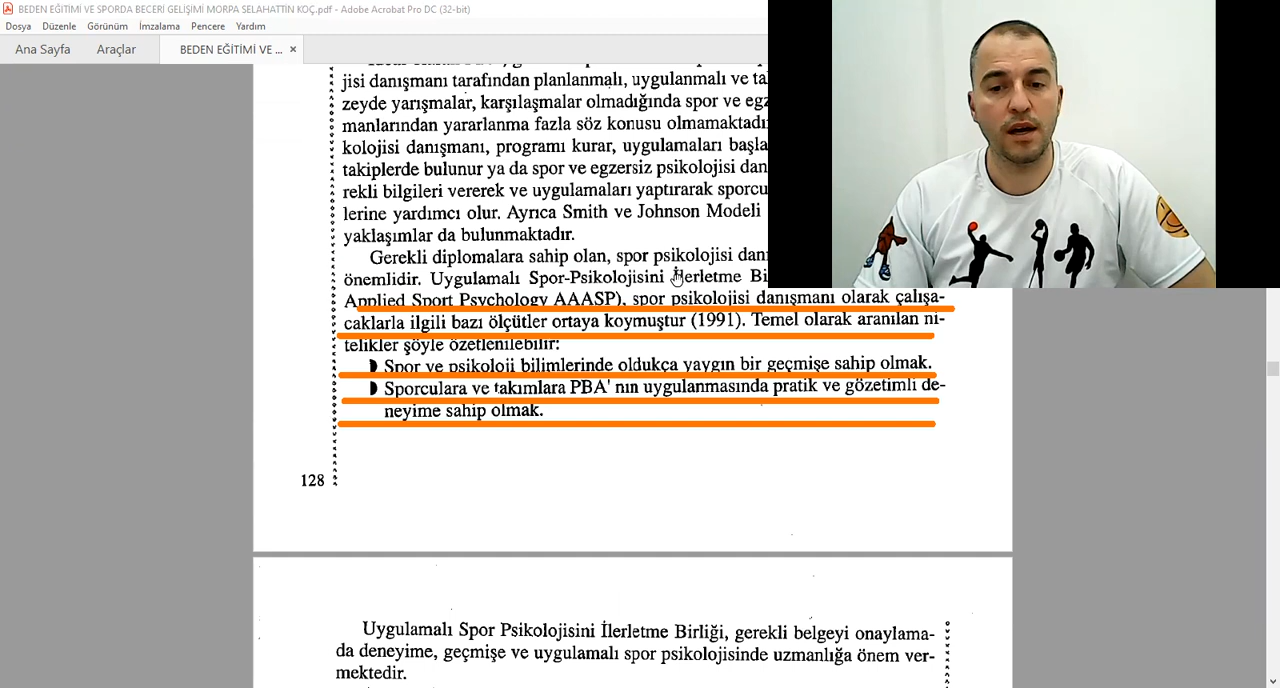 BEDEN EĞİTİMİ VE SPORDA BECERİ GELİŞİMİ MORPA SELAHATTIN KOÇ.pdf - Adobe Acrobat Pro DC (32-bit)
Dosya Düzenle Görünüm İmzalama Pencere Yardım
Ana Sayfa Araçlar BEDEN EĞİTİMİ VE ... ×
jisi danışmanı tarafından planlanmalı, uygulanmalı ve ta
zeyde yarışmalar, karşılaşmalar olmadığında spor ve egz
manlarından yararlanma fazla söz konusu olmamaktadı
kolojisi danışmanı, programı kurar, uygulamaları başla
takiplerde bulunur ya da spor ve egzersiz psikolojisi dan
rekli bilgileri vererek ve uygulamaları yaptırarak sporcu
lerine yardımcı olur. Ayrıca Smith ve Johnson Modeli
yaklaşımlar da bulunmaktadır.
Gerekli diplomalara sahip olan, spor psikolojisi danı
önemlidir. Uygulamalı Spor-Psikolojisini İlerletme Bi
Applied Sport Psychology AAASP), spor psikolojisi danışmanı olarak çalışa-
caklarla ilgili bazı ölçütler ortaya koymuştur (1991). Temel olarak aranılan ni-
telikler şöyle özetlenilebilir:
Spor ve psikoloji bilimlerinde oldukça yaygın bir geçmişe sahip olmak.
Sporculara ve takımlara PBA' nın uygulanmasında pratik ve gözetimli de-
neyime sahip olmak.
128
Uygulamalı Spor Psikolojisini İlerletme Birliği, gerekli belgeyi onaylama-
da deneyime, geçmişe ve uygulamalı spor psikolojisinde uzmanlığa önem ver-
mektedir.